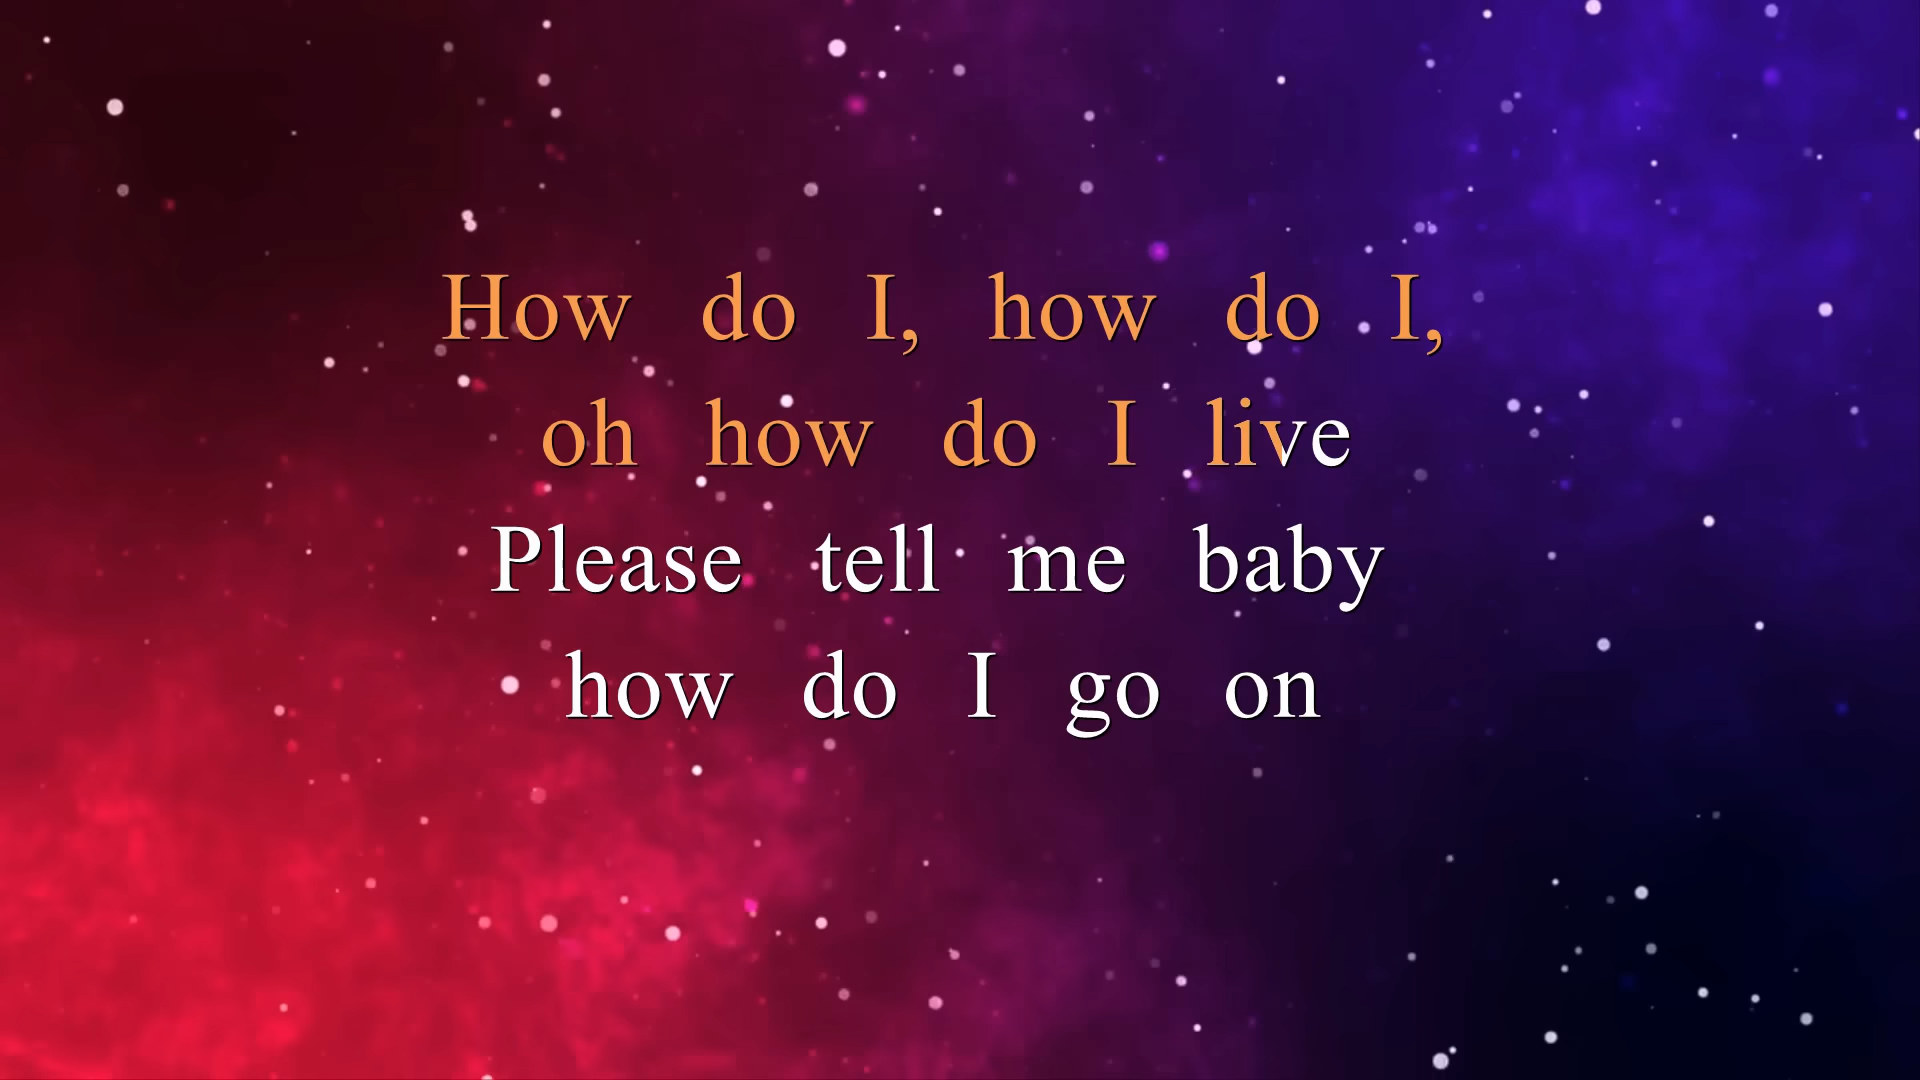 How do I, how do I,
oh how do I live
Please tell me baby
how do I go on